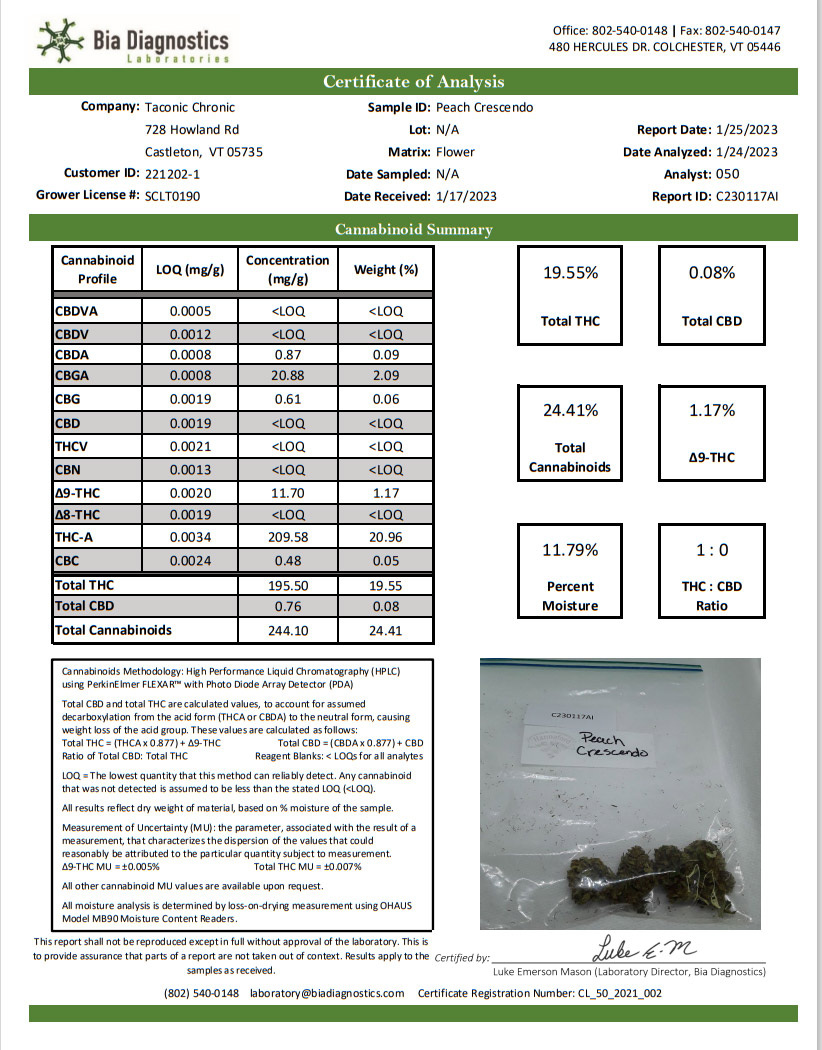 Bia Diagnostics
Laboratories
Office: 802-540-0148 | Fax: 802-540-0147
480 HERCULES DR. COLCHESTER, VT 05446
Certificate of Analysis
Company: Taconic Chronic
728 Howland Rd
Castleton, VT 05735
Customer ID: 221202-1
Grower License #: SCLT0190
Sample ID: Peach Crescendo
Lot: N/A
Matrix: Flower
Date Sampled: N/A
Date Received: 1/17/2023
Report Date: 1/25/2023
Date Analyzed: 1/24/2023
Analyst: 050
Report ID: C230117AI
Cannabinoid Summary
Cannabinoid Profile LOQ (mg/g) Concentration (mg/g) Weight (%)
CBDVA 0.0005 <LOQ <LOQ
CBDV 0.0012 <LOQ <LOQ
CBDA 0.0008 0.87 0.09
CBGA 0.0008 20.88 2.09
CBG 0.0019 0.61 0.06
CBD 0.0019 <LOQ <LOQ
THCV 0.0021 <LOQ <LOQ
CBN 0.0013 <LOQ <LOQ
Δ9-THC 0.0020 11.70 1.17
Δ8-THC 0.0019 <LOQ <LOQ
THC-A 0.0034 209.58 20.96
CBC 0.0024 0.48 0.05
Total THC 195.50 19.55
Total CBD 0.76 0.08
Total Cannabinoids 244.10 24.41
19.55%
Total THC
0.08%
Total CBD
24.41%
Total
Cannabinoids
1.17%
Δ9-THC
11.79%
Percent
Moisture
1 : 0
THC : CBD
Ratio
Cannabinoids Methodology: High Performance Liquid Chromatography (HPLC)
using PerkinElmer FLEXAR™ with Photo Diode Array Detector (PDA)
Total CBD and total THC are calculated values, to account for assumed
decarboxylation from the acid form (THCA or CBDA) to the neutral form, causing
weight loss of the acid group. These values are calculated as follows:
Total THC = (THCA x 0.877) + Δ9-THC Total CBD = (CBDA x 0.877) + CBD
Ratio of Total CBD: Total THC Reagent Blanks: < LOQs for all analytes
LOQ = The lowest quantity that this method can reliably detect. Any cannabinoid
that was not detected is assumed to be less than the stated LOQ (<LOQ).
All results reflect dry weight of material, based on % moisture of the sample.
Measurement of Uncertainty (MU): the parameter, associated with the result of a
measurement, that characterizes the dispersion of the values that could
reasonably be attributed to the particular quantity subject to measurement.
Δ9-THC MU = ±0.005% Total THC MU = ±0.007%
All other cannabinoid MU values are available upon request.
All moisture analysis is determined by loss-on-drying measurement using OHAUS
Model MB90 Moisture Content Readers.
C230117AI
Peach
Crescendo
This report shall not be reproduced except in full without approval of the laboratory. This is
to provide assurance that parts of a report are not taken out of context. Results apply to the
samples as received.
Certified by: Luke E. M
Luke Emerson Mason (Laboratory Director, Bia Diagnostics)
(802) 540-0148 laboratory@biadiagnostics.com Certificate Registration Number: CL_50_2021_002